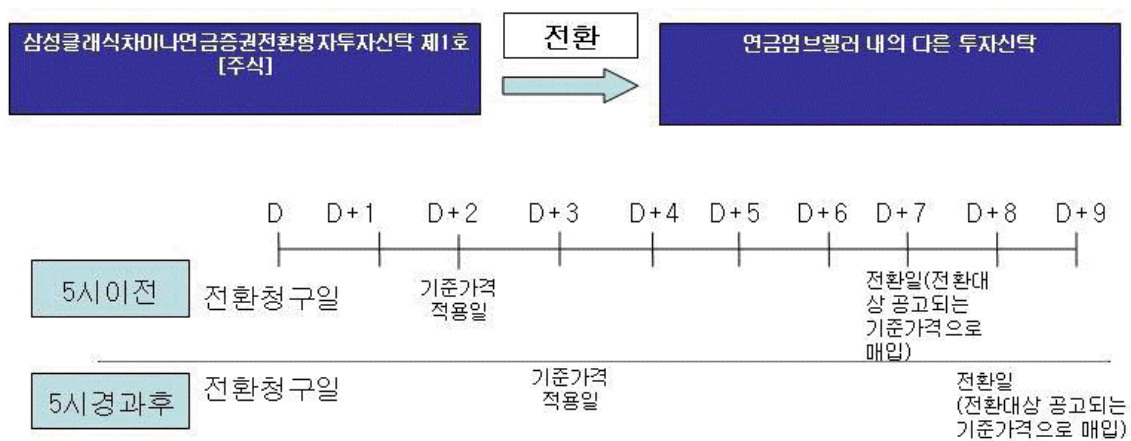 삼성클래식차이나연금증권전환형자투자신탁 제1호
[주식]
전환
연금엄브렐러 내의 다른 투자신탁
D D+1 D+2 D+3 D+4 D+5 D+6 D+7 D+8 D+9
5시이전
전환청구일
기준가격
적용일
전환일(전환대
상 공고되는
기준가격으로
매입)
5시경과후
전환청구일
기준가격
적용일
전환일
(전환대상 공고되는
기준가격으로 매입)